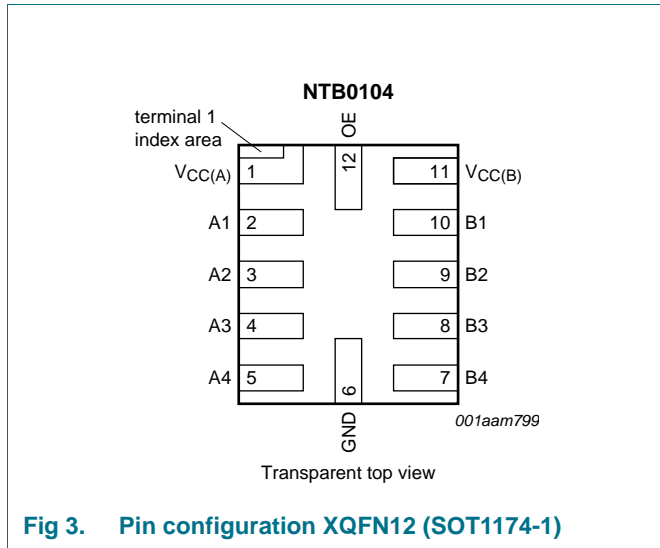 NTB0104
terminal 1
index area
OE
12
VCC(A) 1 11 VCC(B)
A1 2 10 B1
A2 3 9 B2
A3 4 8 B3
A4 5 7 B4
6
GND
001aam799
Transparent top view
Fig 3. Pin configuration XQFN12 (SOT1174-1)